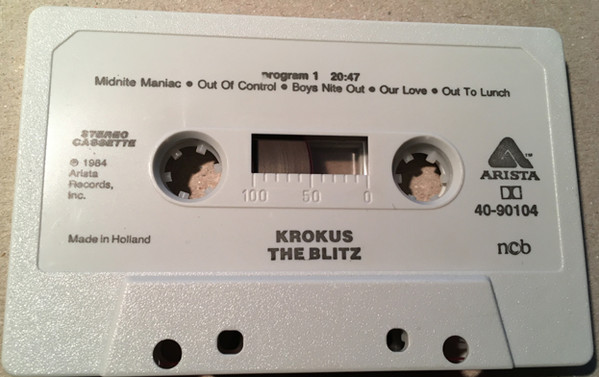 program 1 20:47
Midnite Maniac • Out Of Control • Boys Nite Out • Our Love • Out To Lunch
STEREO
CASSETTE
℗ 1984
Arista
Records,
Inc.
Made in Holland
100 50 0
KROKUS
THE BLITZ
ARISTA™
40-90104
ncb